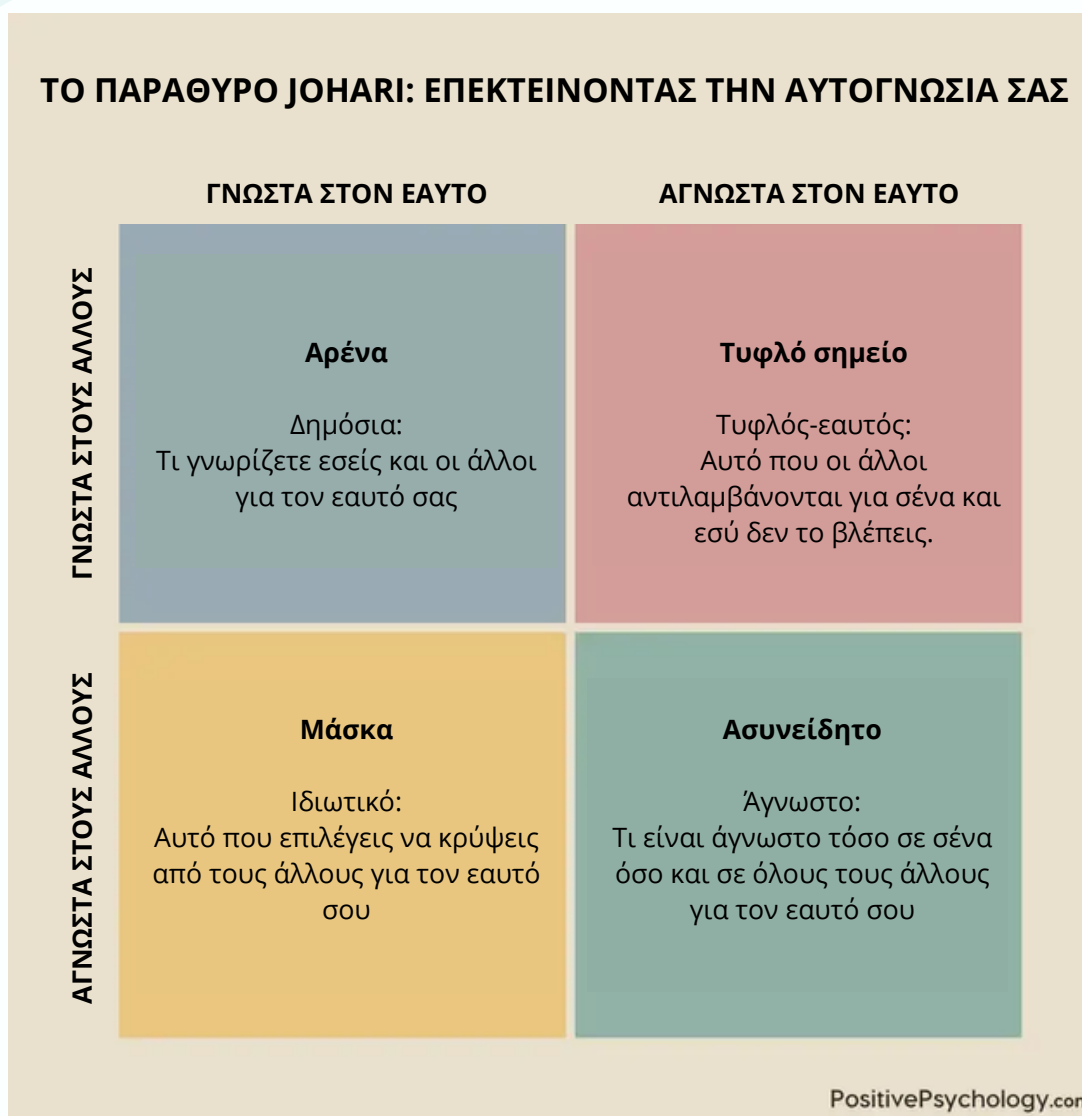 ΤΟ ΠΑΡΑΘΥΡΟ JOHARI: ΕΠΕΚΤΕΙΝΟΝΤΑΣ ΤΗΝ ΑΥΤΟΓΝΩΣΙΑ ΣΑΣ
ΓΝΩΣΤΑ ΣΤΟΝ ΕΑΥΤΟ
ΑΓΝΩΣΤΑ ΣΤΟΝ ΕΑΥΤΟ
ΓΝΩΣΤΑ ΣΤΟΥΣ ΑΛΛΟΥΣ
Αρένα
Δημόσια:
Τι γνωρίζετε εσείς και οι άλλοι
για τον εαυτό σας
Τυφλό σημείο
Τυφλός-εαυτός:
Αυτό που οι άλλοι
αντιλαμβάνονται για σένα και
εσύ δεν το βλέπεις.
ΑΓΝΩΣΤΑ ΣΤΟΥΣ ΑΛΛΟΥΣ
Μάσκα
Ιδιωτικό:
Αυτό που επιλέγεις να κρύψεις
από τους άλλους για τον εαυτό
σου
Ασυνείδητο
Άγνωστο:
Τι είναι άγνωστο τόσο σε σένα
όσο και σε όλους τους άλλους
για τον εαυτό σου
PositivePsychology.com